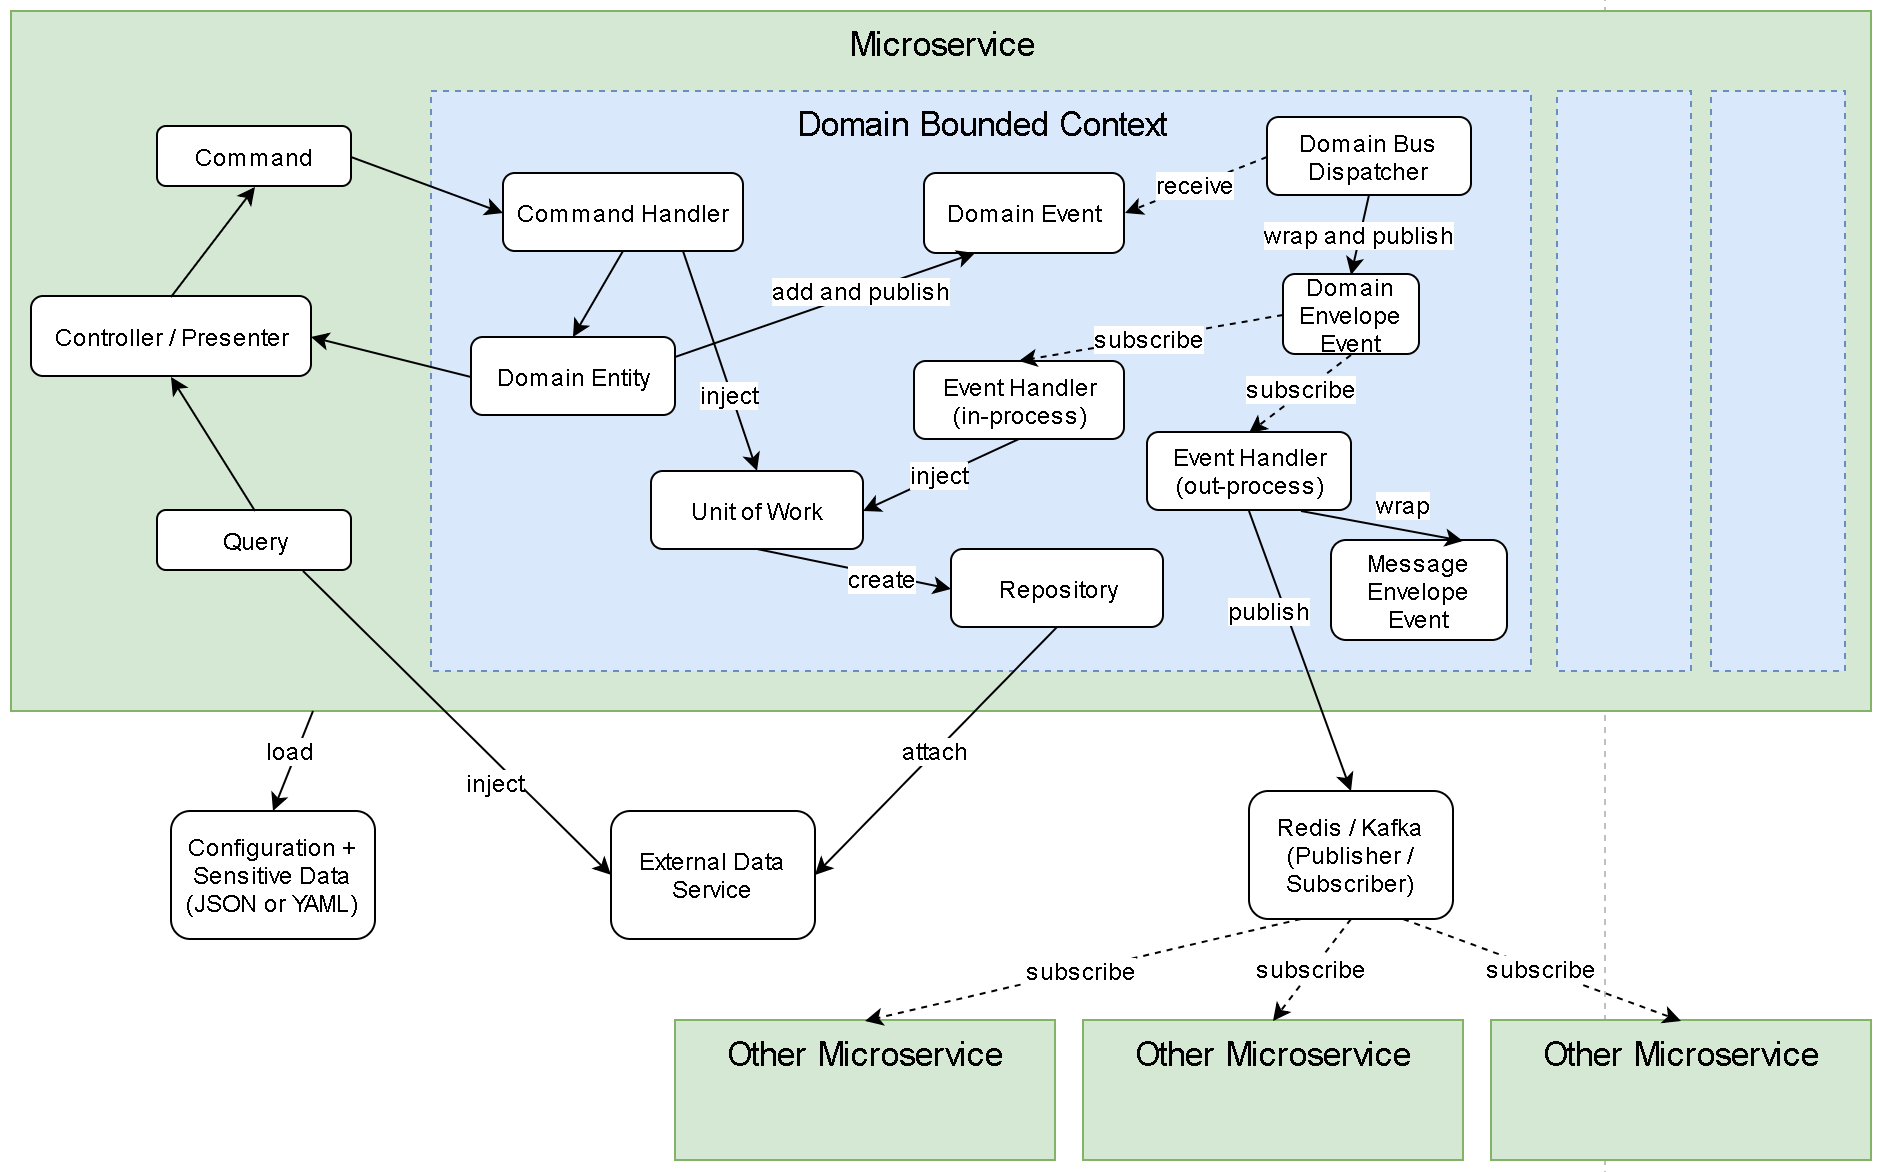 Microservice
Domain Bounded Context
Command
Command Handler
Domain Event
receive
Domain Bus
Dispatcher
wrap and publish
Controller / Presenter
Domain Entity
add and publish
Domain
Envelope
Event
subscribe
subscribe
inject
Event Handler
(in-process)
inject
Event Handler
(out-process)
wrap
Query
Unit of Work
create
Repository
Message
Envelope
Event
publish
load
inject
attach
Configuration +
Sensitive Data
(JSON or YAML)
External Data
Service
Redis / Kafka
(Publisher /
Subscriber)
subscribe
subscribe
subscribe
Other Microservice
Other Microservice
Other Microservice